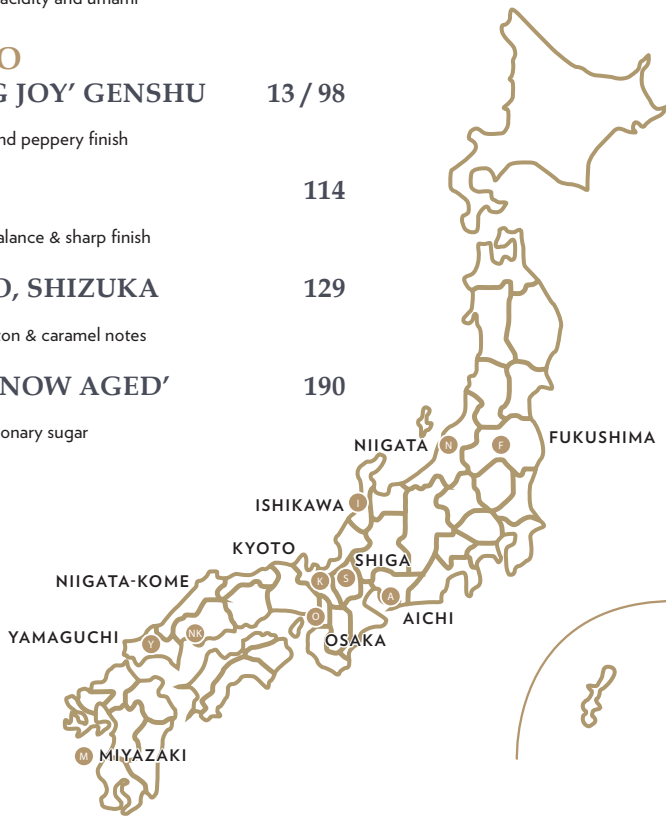 acidity and umami
O
G JOY’ GENSHU 13 / 98
nd peppery finish
114
alance & sharp finish
O, SHIZUKA 129
on & caramel notes
NOW AGED’ 190
onary sugar
NIIGATA N
F FUKUSHIMA
ISHIKAWA I
KYOTO
SHIGA
K S
NIIGATA-KOME
A
AICHI
O
OSAKA
YAMAGUCHI Y NK
M MIYAZAKI